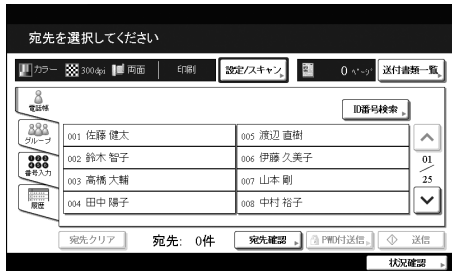 宛先を選択してください
カラー 300dpi 両面 印刷 設定/スキャン 0 ページ 送付書類一覧
電話帳
ID番号検索
グループ
001 佐藤 健太 005 渡辺 直樹
002 鈴木 智子 006 伊藤 久美子
番号入力
01
003 高橋 大輔 007 山本 剛
25
履歴
004 田中 陽子 008 中村 裕子
宛先クリア 宛先: 0件 宛先確認 PWD付送信 送信
状況確認